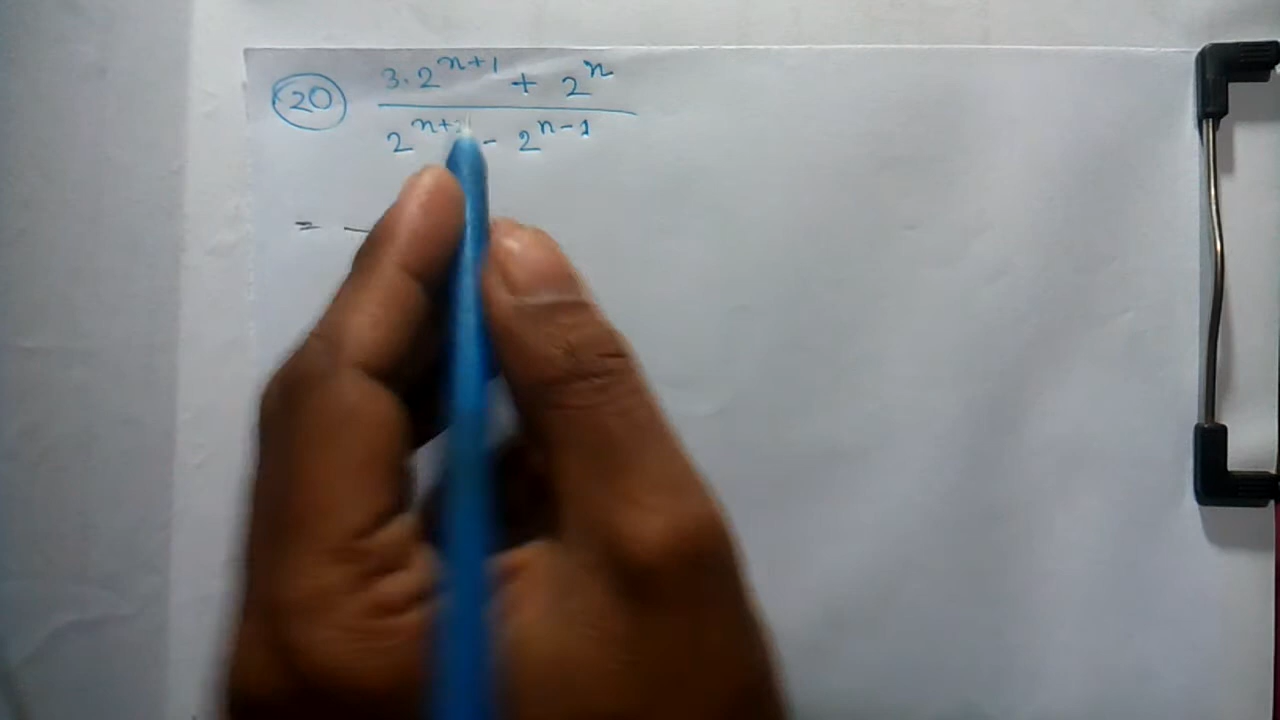 20 3.2^{n+1} + 2^n
2^{n+ - 2^{n-1}
=